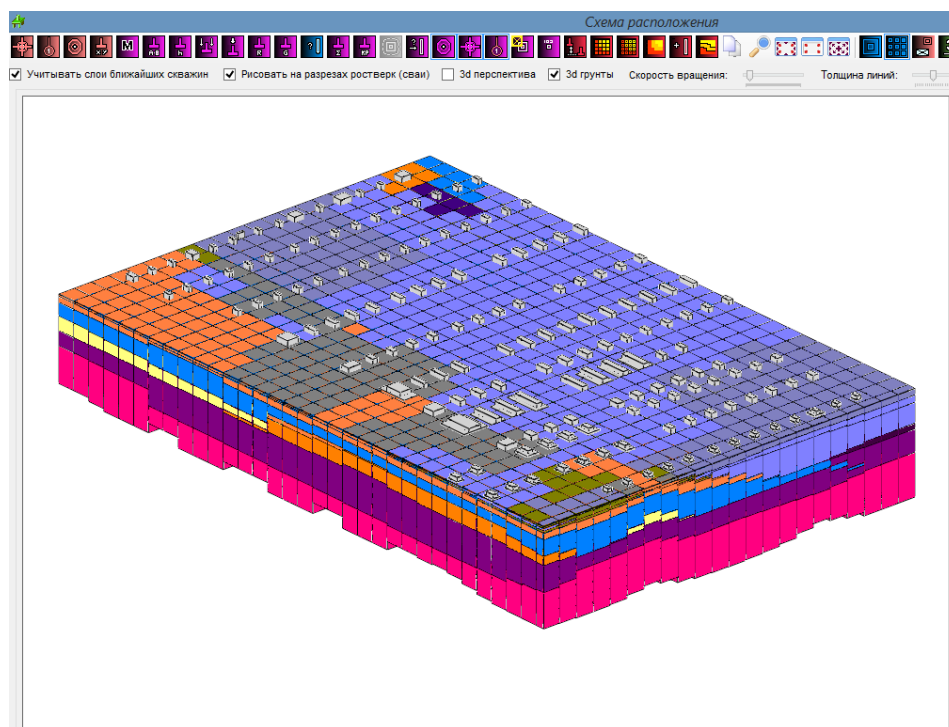 Схема расположения
Учитывать слои ближайших скважин Рисовать на разрезах ростверк (сваи) 3d перспектива 3d грунты Скорость вращения: Толщина линий: